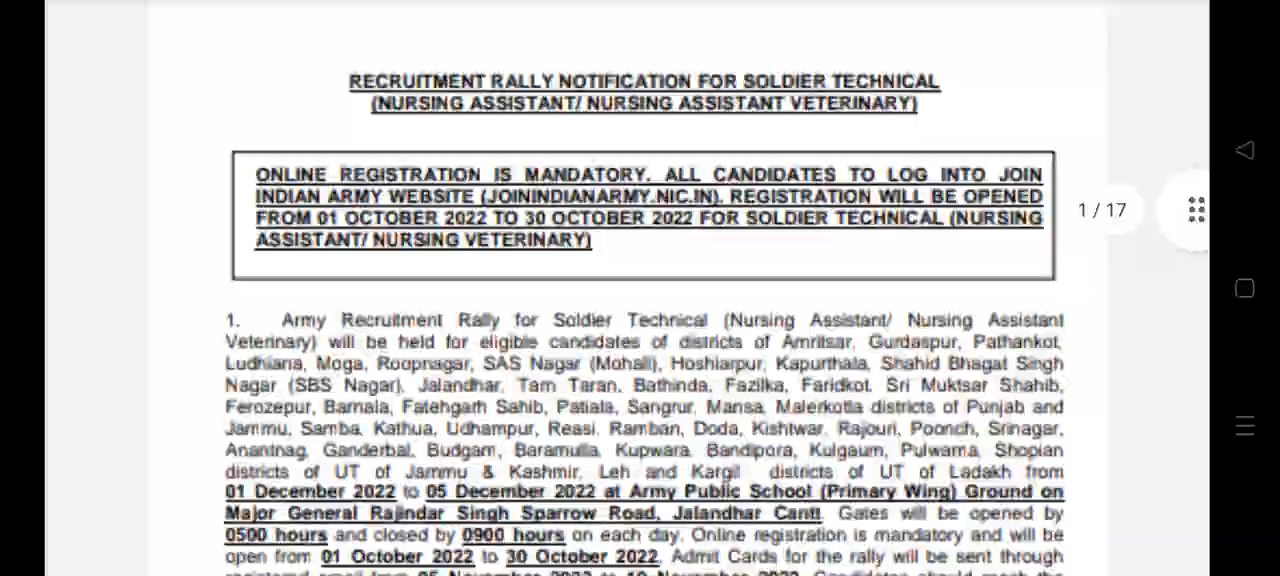 RECRUITMENT RALLY NOTIFICATION FOR SOLDIER TECHNICAL
(NURSING ASSISTANT/ NURSING ASSISTANT VETERINARY)
ONLINE REGISTRATION IS MANDATORY. ALL CANDIDATES TO LOG INTO JOIN
INDIAN ARMY WEBSITE (JOININDIANARMY.NIC.IN). REGISTRATION WILL BE OPENED
FROM 01 OCTOBER 2022 TO 30 OCTOBER 2022 FOR SOLDIER TECHNICAL (NURSING
ASSISTANT/ NURSING VETERINARY)
1 / 17
1. Army Recruitment Rally for Soldier Technical (Nursing Assistant/ Nursing Assistant
Veterinary) will be held for eligible candidates of districts of Amritsar, Gurdaspur, Pathankot,
Ludhiana, Moga, Roopnagar, SAS Nagar (Mohali), Hoshiarpur, Kapurthala, Shahid Bhagat Singh
Nagar (SBS Nagar), Jalandhar, Tarn Taran, Bathinda, Fazilka, Faridkot, Sri Muktsar Shahib,
Ferozepur, Barnala, Fatehgarh Sahib, Patiala, Sangrur, Mansa, Malerkotla districts of Punjab and
Jammu, Samba, Kathua, Udhampur, Reasi, Ramban, Doda, Kishtwar, Rajouri, Poonch, Srinagar,
Anantnag, Ganderbal, Budgam, Baramulla, Kupwara, Bandipora, Kulgaum, Pulwama, Shopian
districts of UT of Jammu & Kashmir, Leh and Kargil districts of UT of Ladakh from
01 December 2022 to 05 December 2022 at Army Public School (Primary Wing) Ground on
Major General Rajindar Singh Sparrow Road, Jalandhar Cantt. Gates will be opened by
0500 hours and closed by 0900 hours on each day. Online registration is mandatory and will be
open from 01 October 2022 to 30 October 2022. Admit Cards for the rally will be sent through